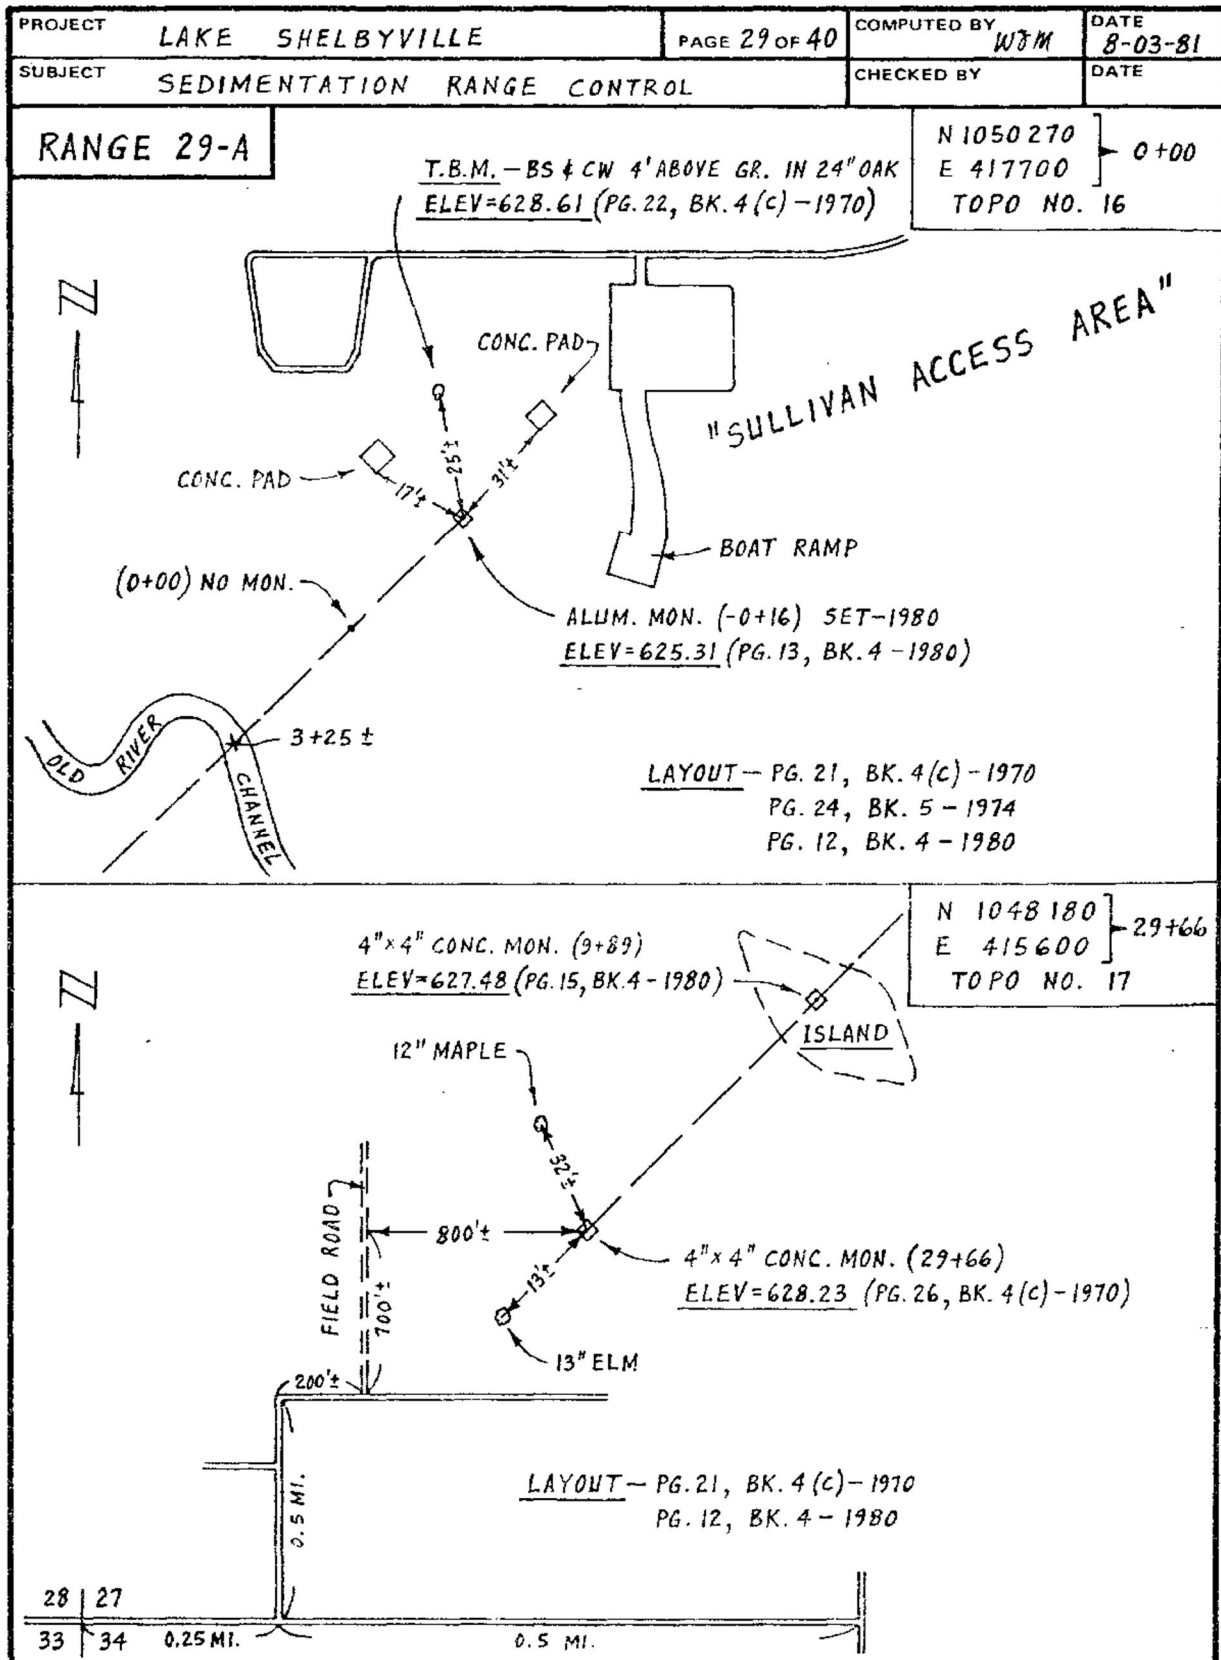 PROJECT LAKE SHELBYVILLE
PAGE 29 OF 40
COMPUTED BY WJM
DATE 8-03-81
SUBJECT SEDIMENTATION RANGE CONTROL
CHECKED BY
DATE
RANGE 29-A
N 1050270
E 417700
0+00
TOPO NO. 16
T.B.M. - BS & CW 4' ABOVE GR. IN 24" OAK
ELEV=628.61 (PG. 22, BK. 4 (C) - 1970)
N
CONC. PAD
"SULLIVAN ACCESS AREA"
25'±
31'±
CONC. PAD
17'±
BOAT RAMP
(0+00) NO MON.
ALUM. MON. (-0+16) SET-1980
ELEV=625.31 (PG. 13, BK. 4 - 1980)
OLD RIVER CHANNEL
3+25 ±
LAYOUT - PG. 21, BK. 4(C) - 1970
PG. 24, BK. 5 - 1974
PG. 12, BK. 4 - 1980
N 1048180
E 415600
29+66
TOPO NO. 17
4"x4" CONC. MON. (9+89)
ELEV=627.48 (PG. 15, BK. 4 - 1980)
N
ISLAND
12" MAPLE
32'±
FIELD ROAD
800'±
700'±
13'±
4"x4" CONC. MON. (29+66)
ELEV=628.23 (PG. 26, BK. 4(C) - 1970)
13" ELM
200'±
0.5 MI.
LAYOUT - PG. 21, BK. 4 (C) - 1970
PG. 12, BK. 4 - 1980
28 27
33 34 0.25 MI. 0.5 MI.